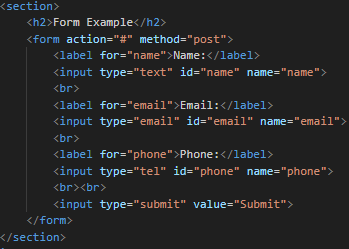 <section>
<h2>Form Example</h2>
<form action="#" method="post">
<label for="name">Name:</label>
<input type="text" id="name" name="name">
<br>
<label for="email">Email:</label>
<input type="email" id="email" name="email">
<br>
<label for="phone">Phone:</label>
<input type="tel" id="phone" name="phone">
<br><br>
<input type="submit" value="Submit">
</form>
</section>